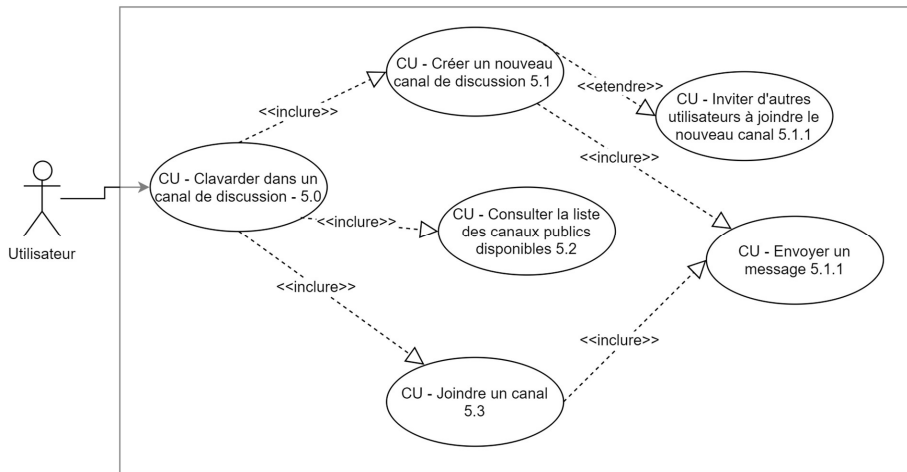 CU - Créer un nouveau
canal de discussion 5.1
<<etendre>>
CU - Inviter d'autres
utilisateurs à joindre le
nouveau canal 5.1.1
<<inclure>>
<<inclure>>
CU - Clavarder dans un
canal de discussion - 5.0
Utilisateur
<<inclure>>
CU - Consulter la liste
des canaux publics
disponibles 5.2
CU - Envoyer un
message 5.1.1
<<inclure>>
<<inclure>>
CU - Joindre un canal
5.3